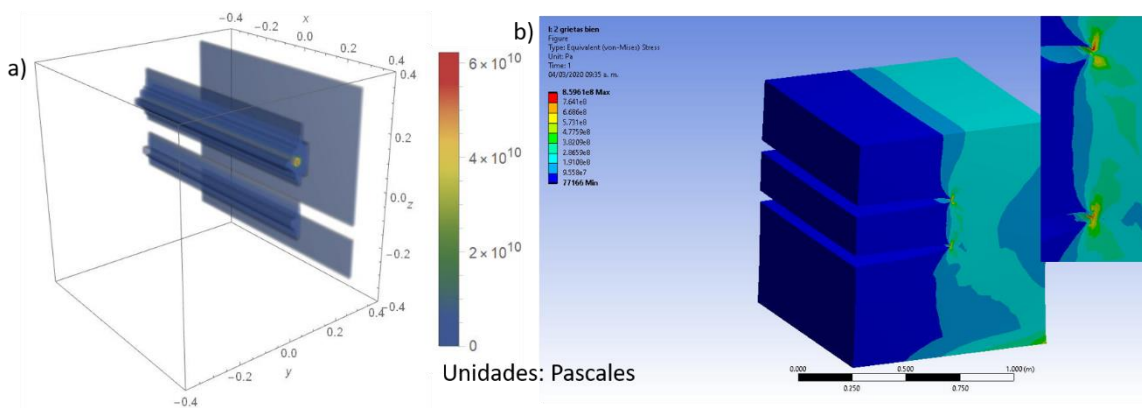 a)
x
-0.4
-0.2
0.0
0.2
0.4
0.4
0.2
0.0
z
-0.2
-0.4
-0.4
-0.2
0.0
y
0.2
0.4
6 × 10¹⁰
4 × 10¹⁰
2 × 10¹⁰
0
Unidades: Pascales
b)
I: 2 grietas bien
Figure
Type: Equivalent (von-Mises) Stress
Unit: Pa
Time: 1
04/03/2020 09:35 a. m.
8.5961e8 Max
7.641e8
6.686e8
5.731e8
4.7759e8
3.8209e8
2.8659e8
1.9108e8
9.558e7
77166 Min
0.000
0.500
1.000 (m)
0.250
0.750